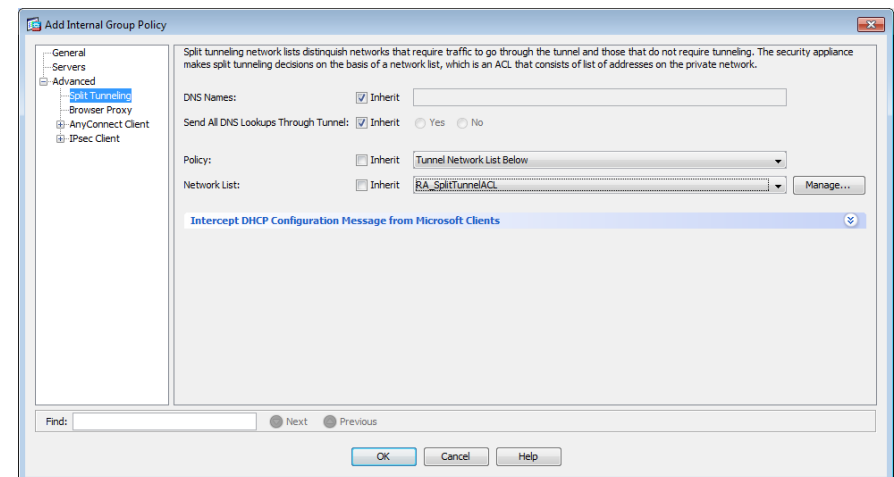 Add Internal Group Policy
General
Servers
Advanced
Split Tunneling
Browser Proxy
AnyConnect Client
IPsec Client
Split tunneling network lists distinguish networks that require traffic to go through the tunnel and those that do not require tunneling. The security appliance
makes split tunneling decisions on the basis of a network list, which is an ACL that consists of list of addresses on the private network.
DNS Names: Inherit
Send All DNS Lookups Through Tunnel: Inherit Yes No
Policy: Inherit Tunnel Network List Below
Network List: Inherit RA_SplitTunnelACL Manage...
Intercept DHCP Configuration Message from Microsoft Clients
Find: Next Previous
OK Cancel Help